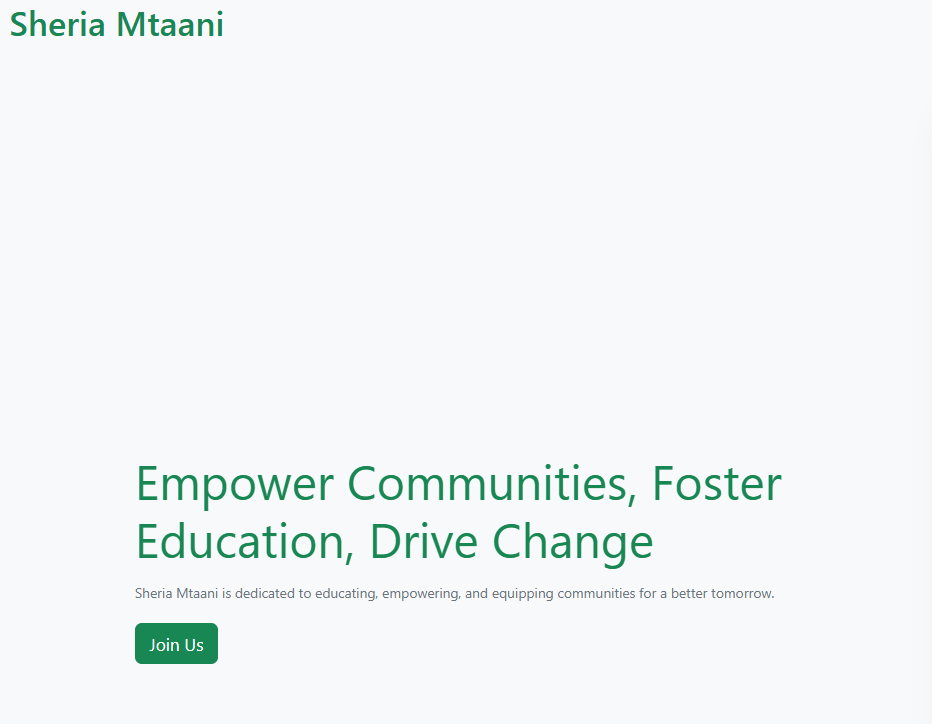 Sheria Mtaani
Empower Communities, Foster
Education, Drive Change
Sheria Mtaani is dedicated to educating, empowering, and equipping communities for a better tomorrow.
Join Us